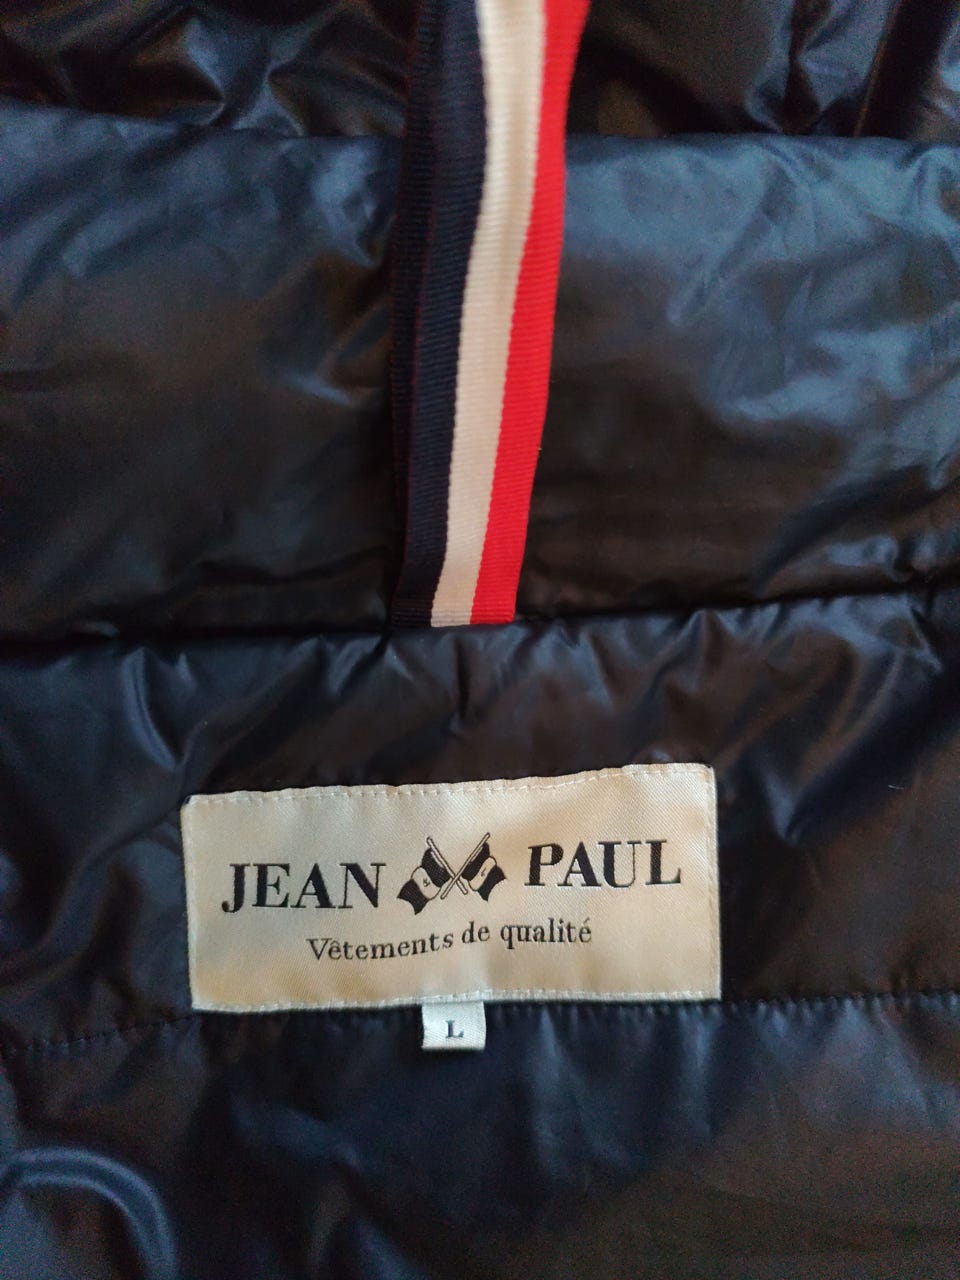 JEAN PAUL
Vêtements de qualité
L